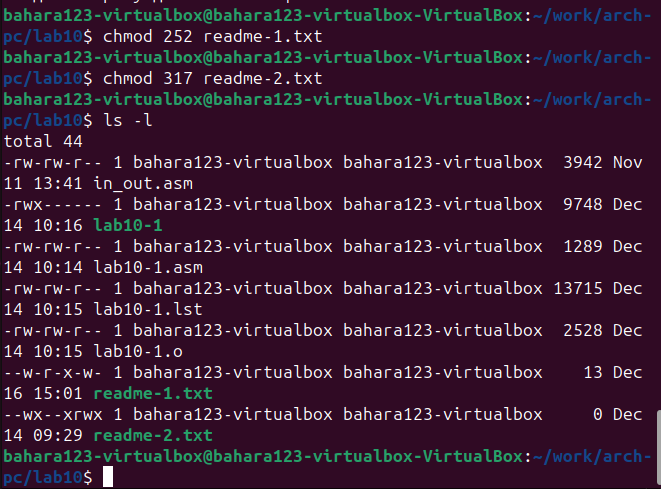 bahara123-virtualbox@bahara123-virtualbox-VirtualBox:~/work/arch-
pc/lab10$ chmod 252 readme-1.txt
bahara123-virtualbox@bahara123-virtualbox-VirtualBox:~/work/arch-
pc/lab10$ chmod 317 readme-2.txt
bahara123-virtualbox@bahara123-virtualbox-VirtualBox:~/work/arch-
pc/lab10$ ls -l
total 44
-rw-rw-r-- 1 bahara123-virtualbox bahara123-virtualbox  3942 Nov
11 13:41 in_out.asm
-rwx------ 1 bahara123-virtualbox bahara123-virtualbox  9748 Dec
14 10:16 lab10-1
-rw-rw-r-- 1 bahara123-virtualbox bahara123-virtualbox  1289 Dec
14 10:14 lab10-1.asm
-rw-rw-r-- 1 bahara123-virtualbox bahara123-virtualbox 13715 Dec
14 10:15 lab10-1.lst
-rw-rw-r-- 1 bahara123-virtualbox bahara123-virtualbox  2528 Dec
14 10:15 lab10-1.o
--w-r-x-w- 1 bahara123-virtualbox bahara123-virtualbox    13 Dec
16 15:01 readme-1.txt
--wx--xrwx 1 bahara123-virtualbox bahara123-virtualbox     0 Dec
14 09:29 readme-2.txt
bahara123-virtualbox@bahara123-virtualbox-VirtualBox:~/work/arch-
pc/lab10$